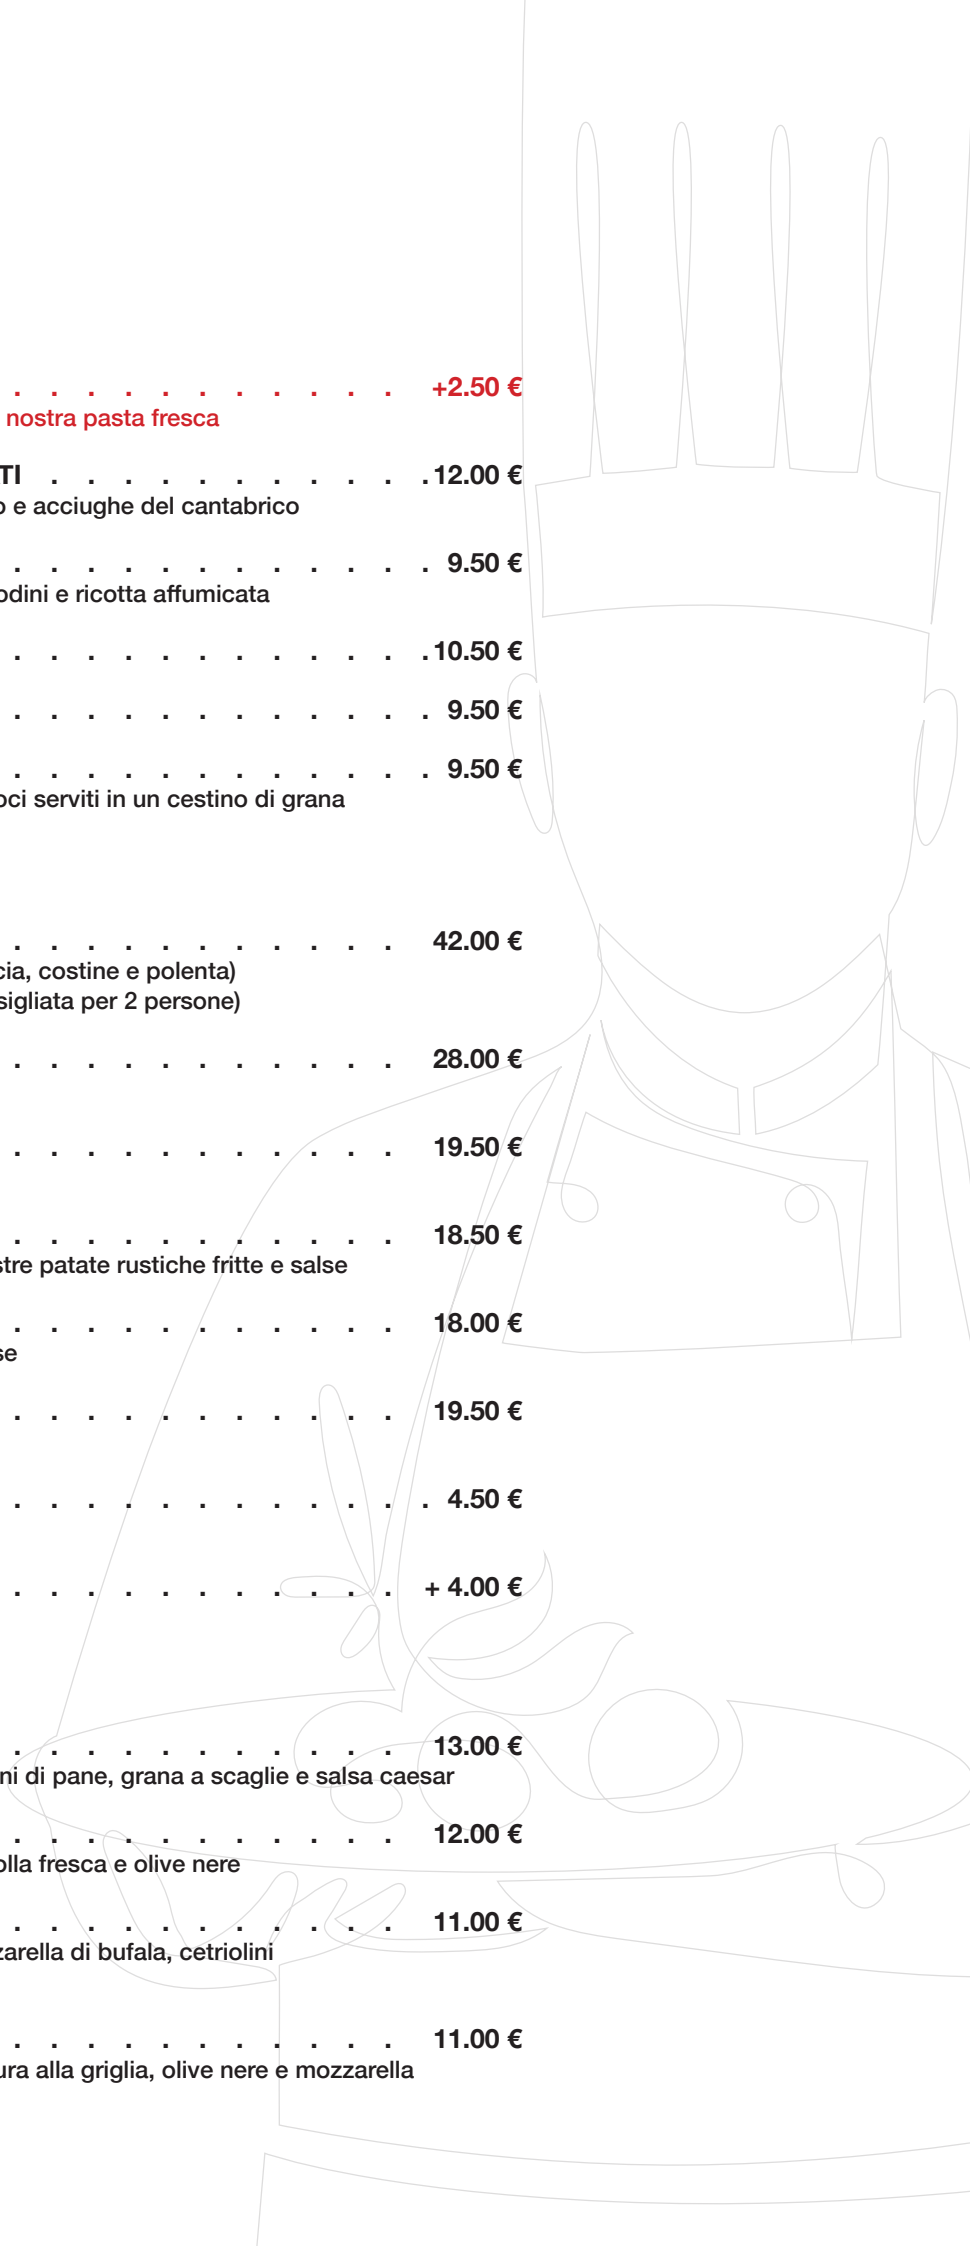 . . . . . . . . . . . +2.50 €
nostra pasta fresca
TI . . . . . . . . . . .12.00 €
o e acciughe del cantabrico
. . . . . . . . . . . . 9.50 €
odini e ricotta affumicata
. . . . . . . . . . . .10.50 €
. . . . . . . . . . . . 9.50 €
. . . . . . . . . . . . 9.50 €
oci serviti in un cestino di grana
. . . . . . . . . . . 42.00 €
cia, costine e polenta)
sigliata per 2 persone)
. . . . . . . . . . . 28.00 €
. . . . . . . . . . . 19.50 €
. . . . . . . . . . . 18.50 €
stre patate rustiche fritte e salse
. . . . . . . . . . . 18.00 €
se
. . . . . . . . . . . 19.50 €
. . . . . . . . . . . . 4.50 €
. . . . . . . . . . . + 4.00 €
. . . . . . . . . . . 13.00 €
ni di pane, grana a scaglie e salsa caesar
. . . . . . . . . . . 12.00 €
olla fresca e olive nere
. . . . . . . . . . . 11.00 €
zarella di bufala, cetriolini
. . . . . . . . . . . 11.00 €
ura alla griglia, olive nere e mozzarella